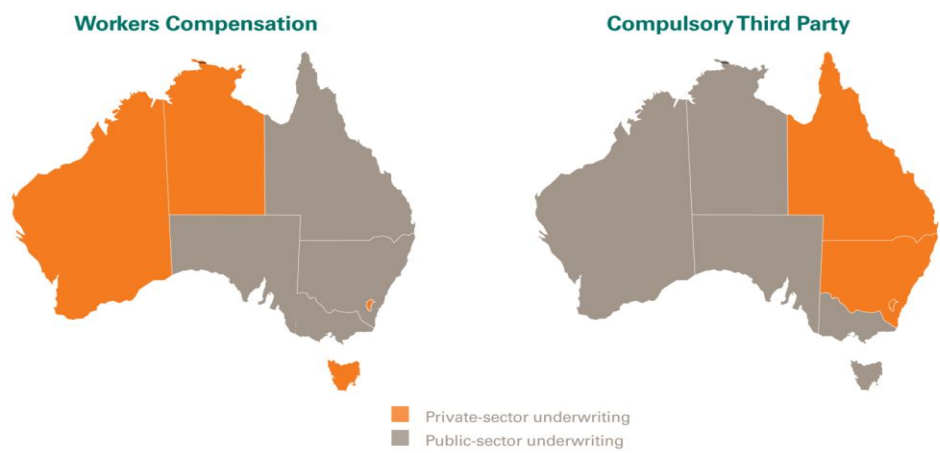 Workers Compensation
Compulsory Third Party
Private-sector underwriting
Public-sector underwriting